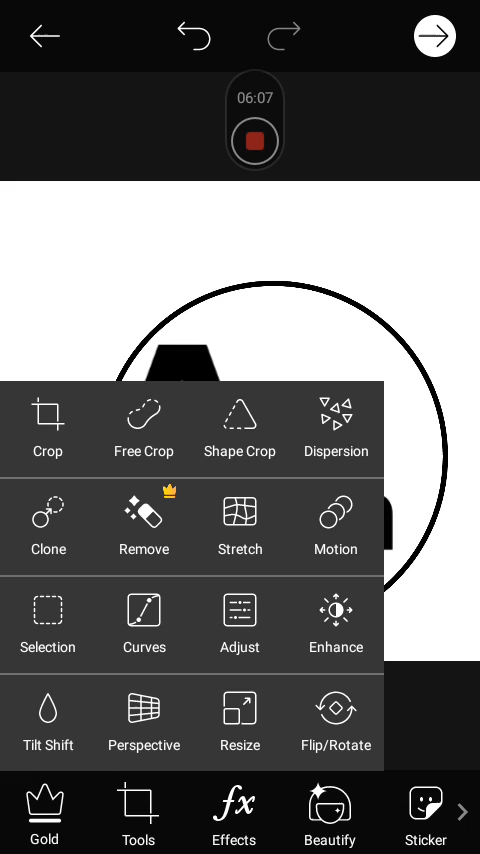 06:07
Crop Free Crop Shape Crop Dispersion
Clone Remove Stretch Motion
Selection Curves Adjust Enhance
Tilt Shift Perspective Resize Flip/Rotate
Gold Tools fx Effects Beautify Sticker